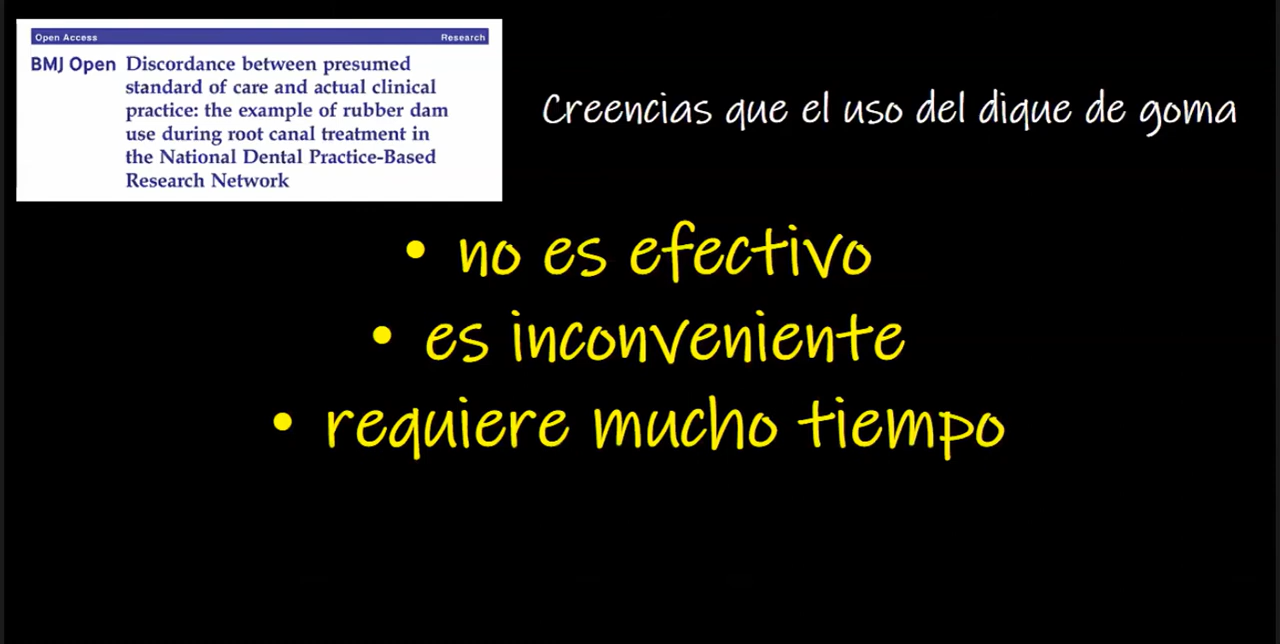 Open Access Research
BMJ Open Discordance between presumed
standard of care and actual clinical
practice: the example of rubber dam
use during root canal treatment in
the National Dental Practice-Based
Research Network
Creencias que el uso del dique de goma
• no es efectivo
• es inconveniente
• requiere mucho tiempo